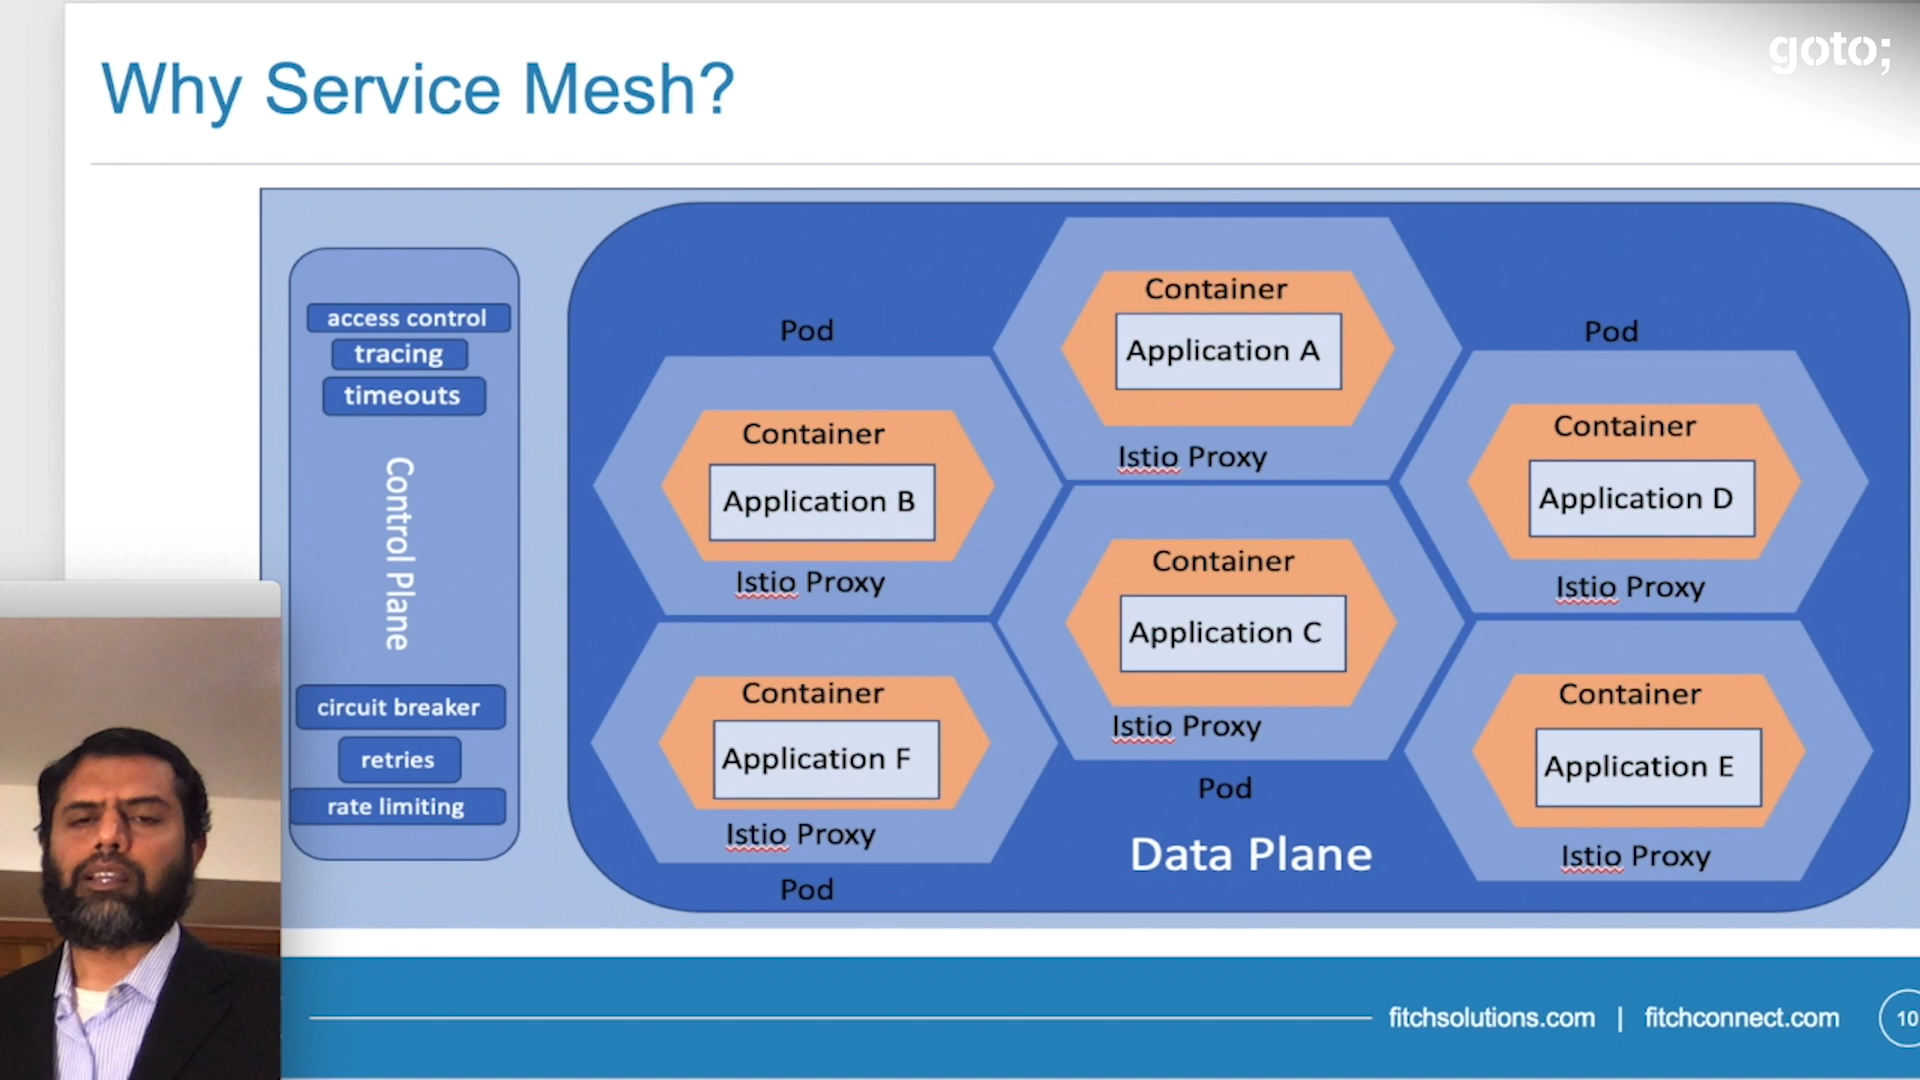 Why Service Mesh?
goto;
access control
tracing
timeouts
Control Plane
circuit breaker
retries
rate limiting
Container
Application A
Istio Proxy
Pod
Container
Application B
Istio Proxy
Pod
Container
Application D
Istio Proxy
Container
Application C
Istio Proxy
Pod
Container
Application F
Istio Proxy
Pod
Container
Application E
Istio Proxy
Data Plane
fitchsolutions.com | fitchconnect.com
10